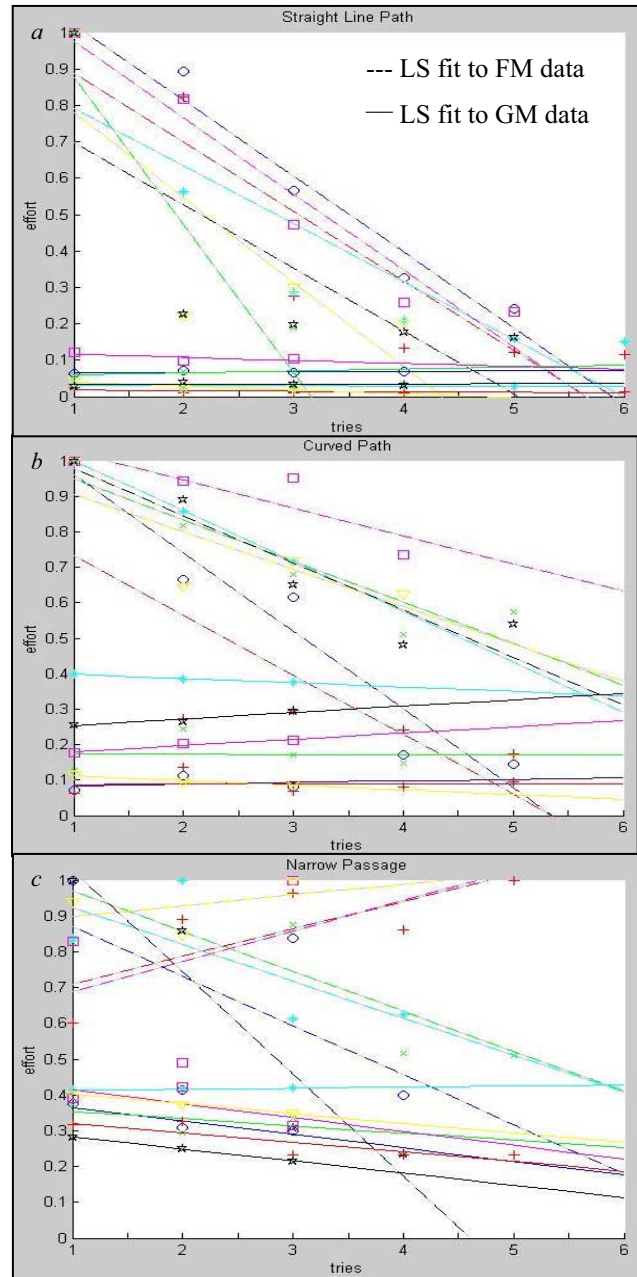 Straight Line Path
a
--- LS fit to FM data
— LS fit to GM data
1
0.9
0.8
0.7
0.6
0.5
0.4
0.3
0.2
0.1
0
effort
1 2 3 4 5 6
tries
Curved Path
b
1
0.9
0.8
0.7
0.6
0.5
0.4
0.3
0.2
0.1
0
effort
1 2 3 4 5 6
tries
Narrow Passage
c
1
0.9
0.8
0.7
0.6
0.5
0.4
0.3
0.2
0.1
0
effort
1 2 3 4 5 6
tries